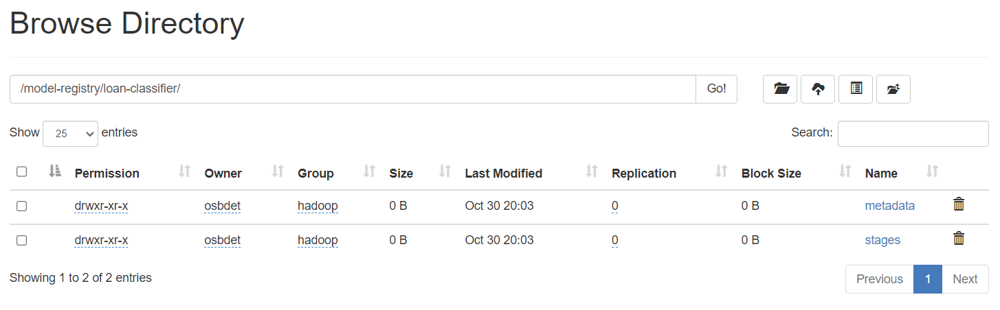 Browse Directory
/model-registry/loan-classifier/ Go!
Show 25 entries Search:
Permission Owner Group Size Last Modified Replication Block Size Name
drwxr-xr-x osbdet hadoop 0 B Oct 30 20:03 0 0 B metadata
drwxr-xr-x osbdet hadoop 0 B Oct 30 20:03 0 0 B stages
Showing 1 to 2 of 2 entries Previous 1 Next